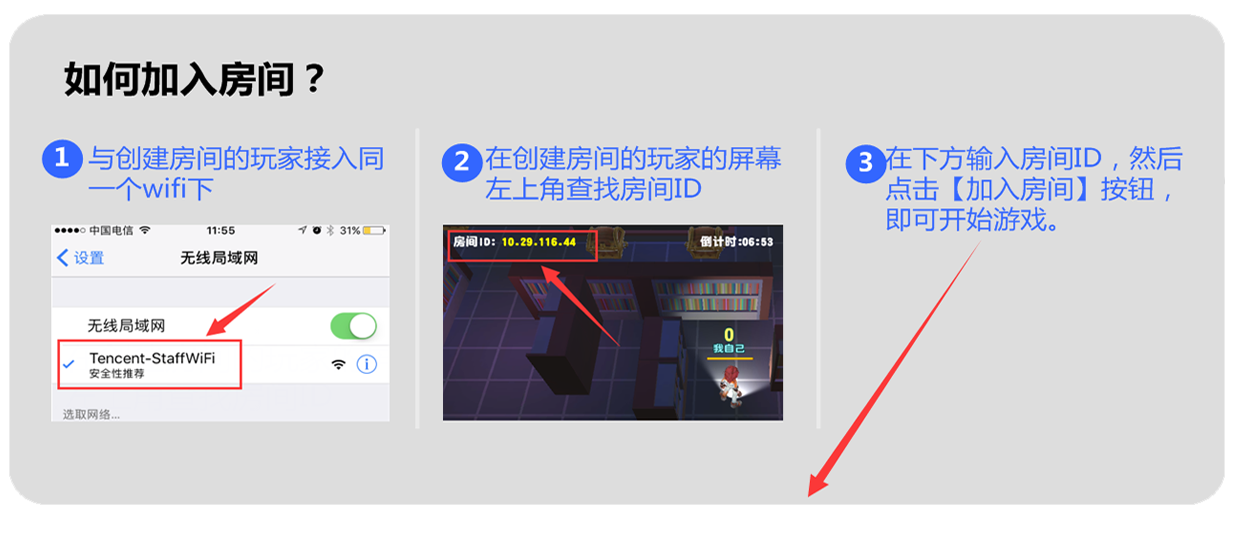 如何加入房间？
1 与创建房间的玩家接入同
一个wifi下
中国电信 11:55 31%
设置 无线局域网
无线局域网
Tencent-StaffWiFi
安全性推荐
选取网络...
2 在创建房间的玩家的屏幕
左上角查找房间ID
房间ID: 10.29.116.44 倒计时:06:53
0
我自己
3 在下方输入房间ID，然后
点击【加入房间】按钮，
即可开始游戏。